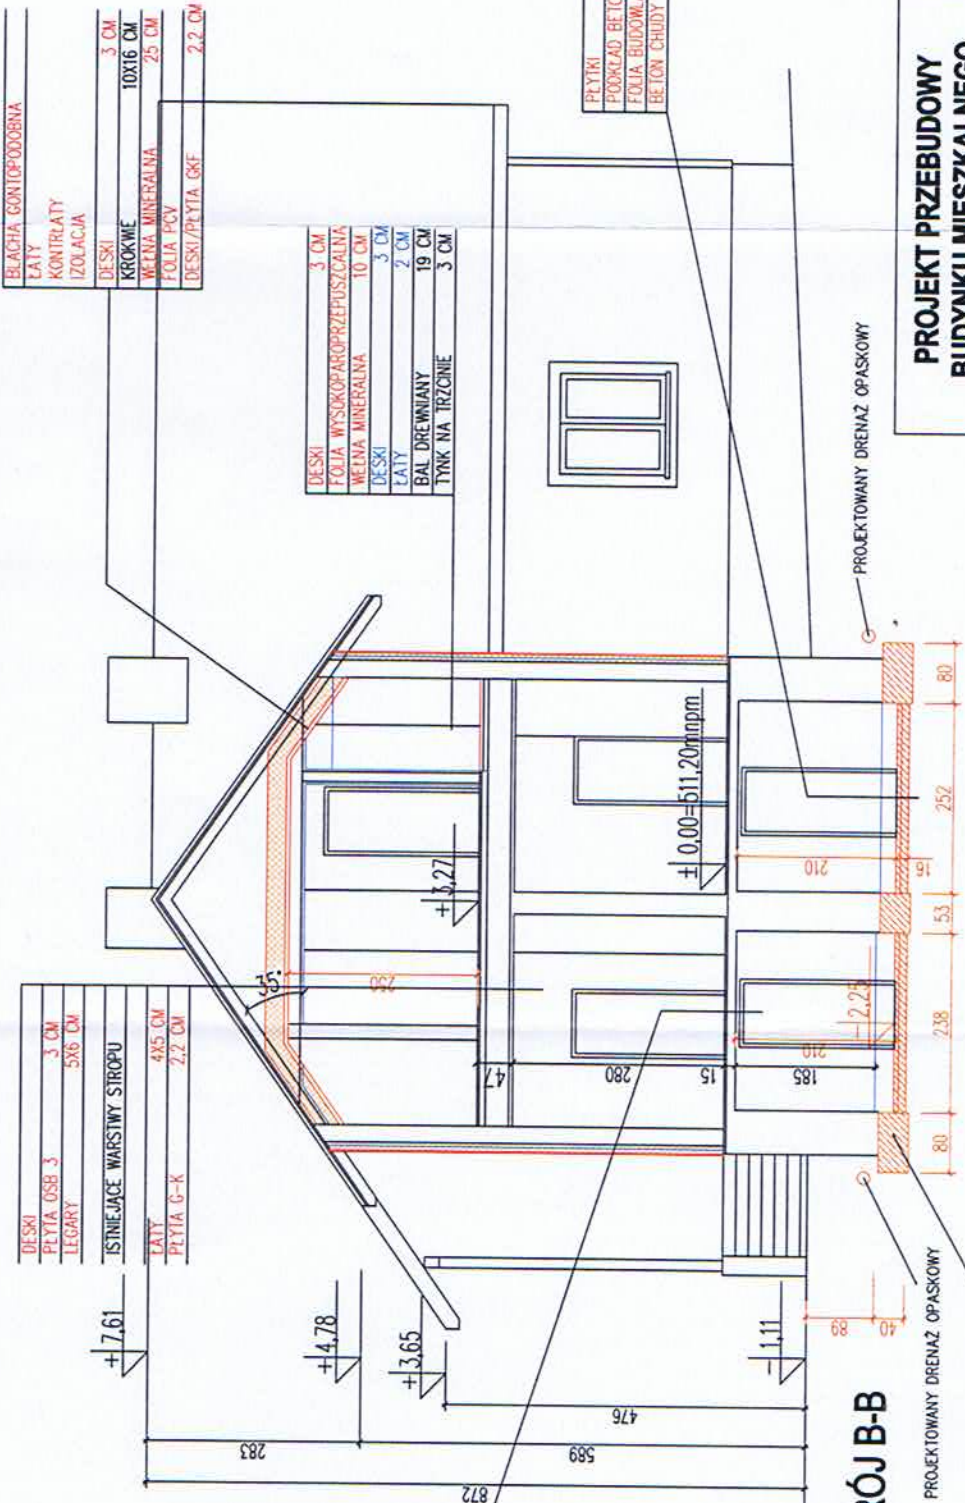 BLACHA GONTOPODOBNA
ŁATY
KONTRŁATY
IZOLACJA
DESKI 3 CM
KROKWIE 10X16 CM
WEŁNA MINERALNA 25 CM
FOLIA PCV
DESKI/PŁYTA GKF 2,2 CM
DESKI 3 CM
FOLIA WYSOKOPAROPRZEPUSZCALNA
WEŁNA MINERALNA 10 CM
DESKI 3 CM
ŁATY 2 CM
BAL DREWNIANY 19 CM
TYNK NA TRZCINIE 3 CM
PŁYTKI
PODKŁAD BETO
FOLIA BUDOWL
BETON CHUDY
DESKI 3 CM
PŁYTA OSB 3
LEGARY 5X6 CM
ISTNIEJĄCE WARSTWY STROPU
ŁATY 4X5 CM
PŁYTA G-K 2,2 CM
+7,61
+4,78
+3,65
-1,11
283
589
872
476
89
40
35°
250
+3,27
±0,00=511,20mnpm
47
280
15
185
210
-2,25
210
16
80
238
53
252
80
PROJEKTOWANY DRENAŻ OPASKOWY
PROJEKTOWANY DRENAŻ OPASKOWY
RÓJ B-B
PROJEKT PRZEBUDOWY
BUDYNKU MIESZKALNEGO